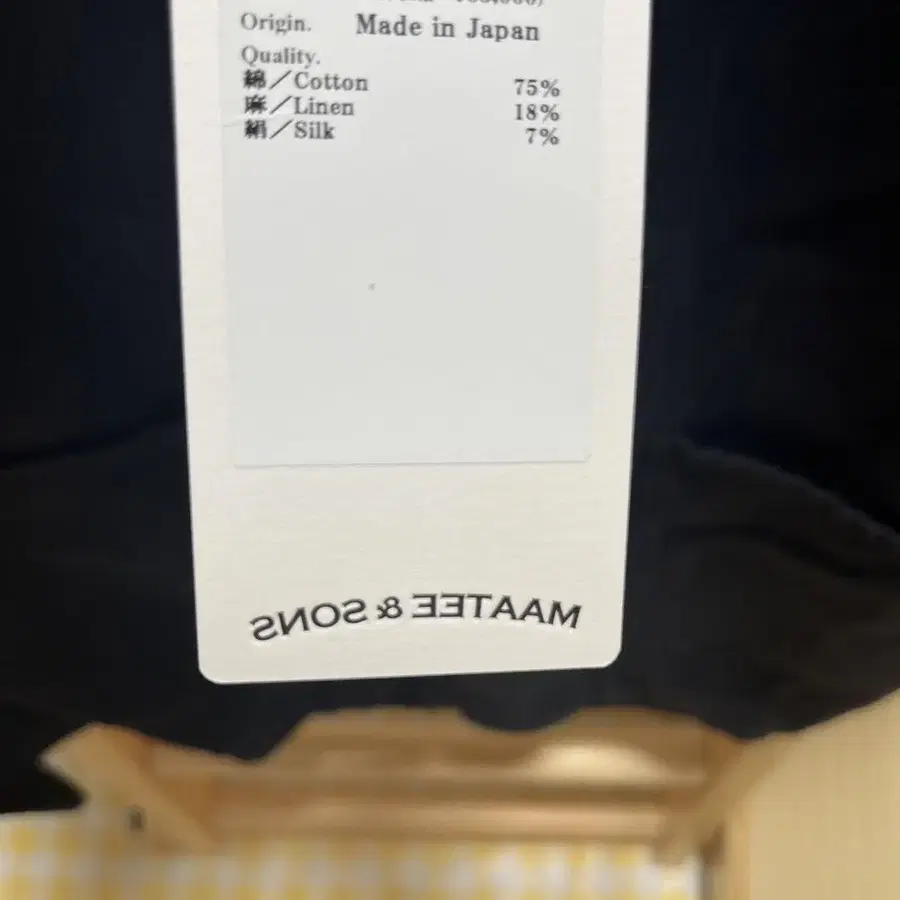 Origin. Made in Japan
Quality.
綿／Cotton 75%
麻／Linen 18%
絹／Silk 7%
MAATEE & SONS